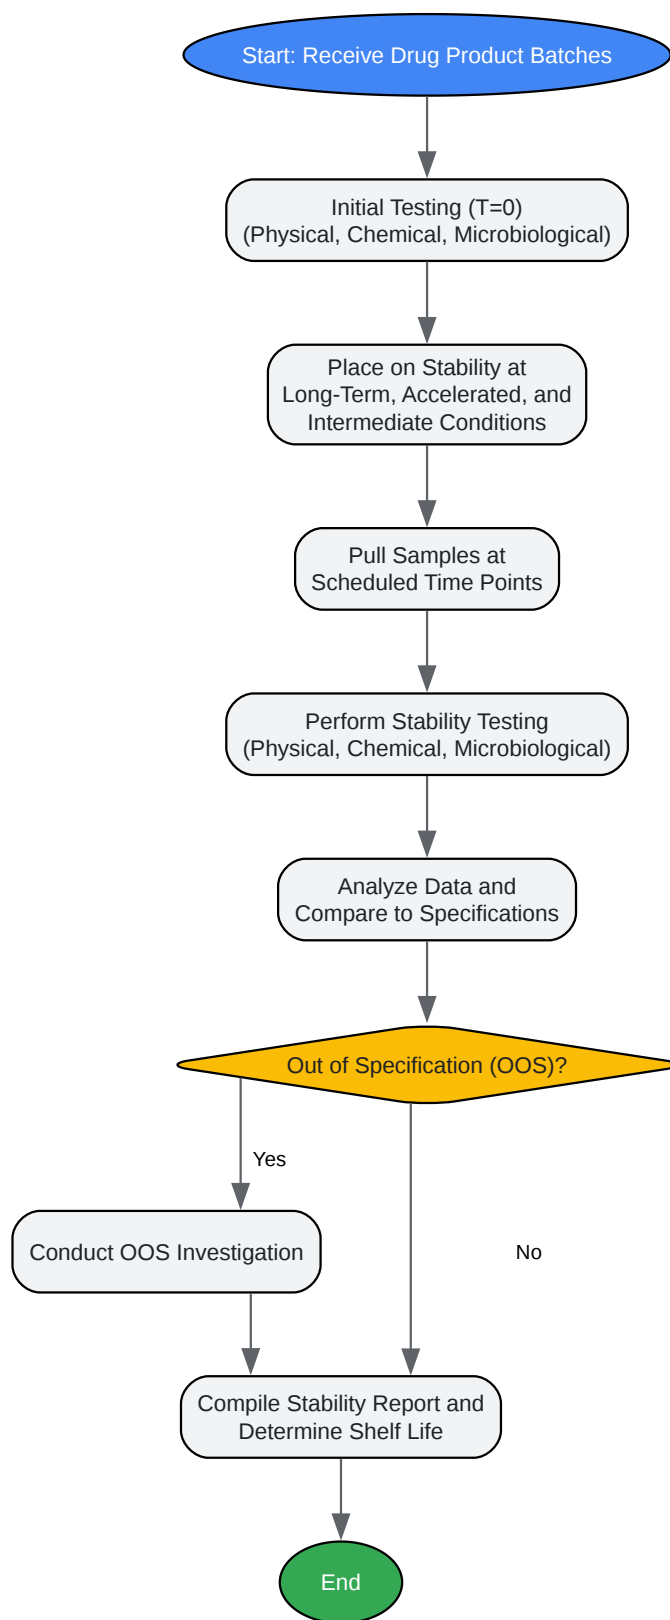 Start: Receive Drug Product Batches
Initial Testing (T=0)
(Physical, Chemical, Microbiological)
Place on Stability at
Long-Term, Accelerated, and
Intermediate Conditions
Pull Samples at
Scheduled Time Points
Perform Stability Testing
(Physical, Chemical, Microbiological)
Analyze Data and
Compare to Specifications
Out of Specification (OOS)?
Yes
Conduct OOS Investigation
No
Compile Stability Report and
Determine Shelf Life
End